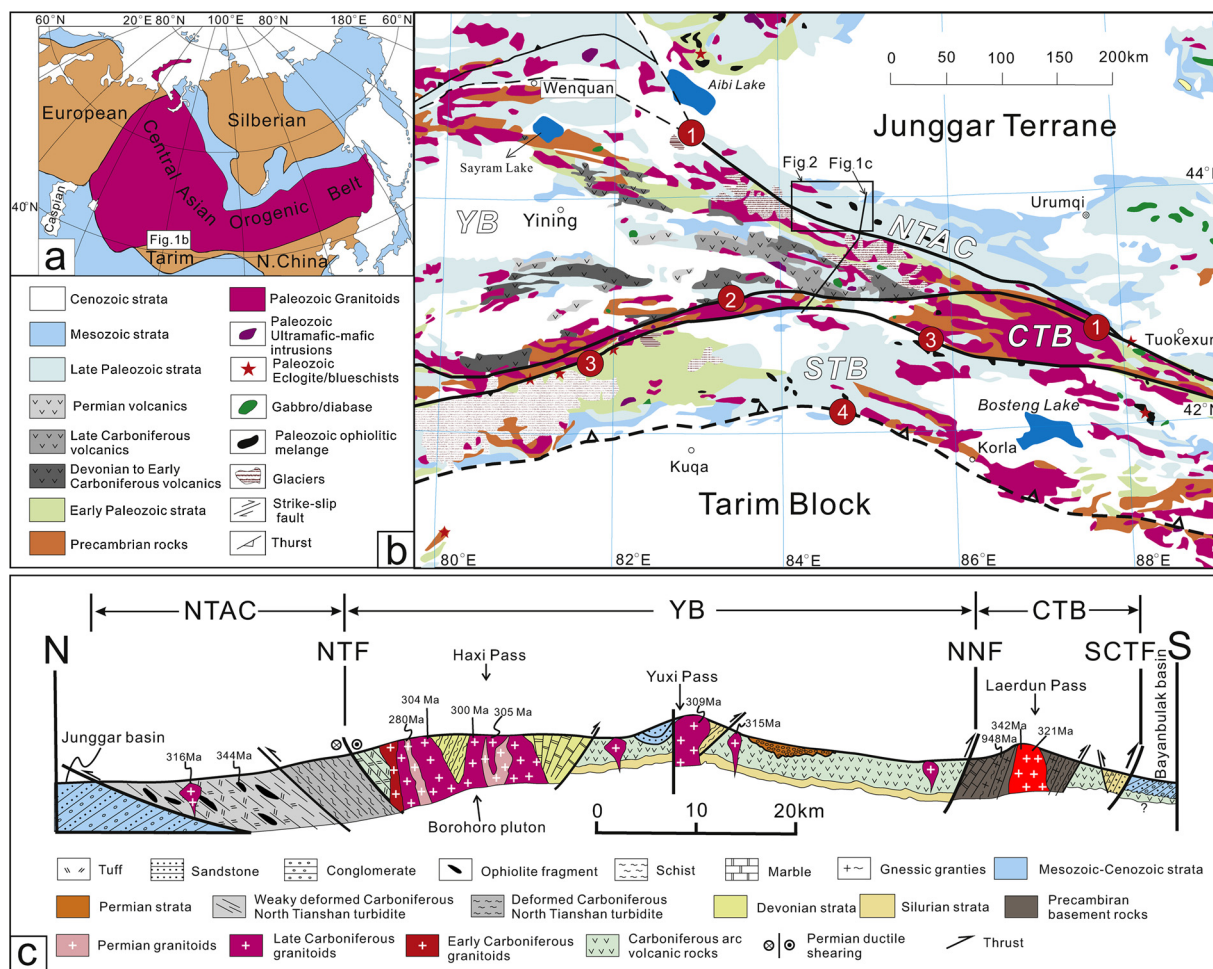 60°N
20°E
60°E
100°E
140°E
180°E
60°N
European
Silberian
Central Asian
Orogenic
Belt
Caspian
40°N
Fig.1b
Tarim
N.China
a
Cenozoic strata
Mesozoic strata
Late Paleozoic strata
Permian volcanics
Late Carboniferous
volcanics
Devonian to Early
Carboniferous volcanics
Early Paleozoic strata
Precambrian rocks
Paleozoic Granitoids
Paleozoic
Ultramafic-mafic
intrusions
Paleozoic
Eclogite/blueschists
Gabbro/diabase
Paleozoic ophiolitic
melange
Glaciers
Strike-slip
fault
Thurst
b
0 50 100 150 200km
Aibi Lake
Wenquan
Junggar Terrane
1
Sayram Lake
Fig.2
Fig.1c
44°N
Urumqi
YB
Yining
NTAC
2
1
CTB
Tuokexun
3
3
STB
4
Bosteng Lake
42°N
Korla
Kuqa
Tarim Block
80°E
82°E
84°E
86°E
88°E
NTAC
YB
CTB
N
NTF
Haxi Pass
Yuxi Pass
NNF
SCTF
S
Laerdun Pass
Bayanbulak basin
Junggar basin
316Ma
344Ma
280Ma
304 Ma
300 Ma
305 Ma
309Ma
315Ma
948Ma
342Ma
321Ma
?
Borohoro pluton
0 10 20km
Tuff
Sandstone
Conglomerate
Ophiolite fragment
Schist
Marble
Gnessic granties
Mesozoic-Cenozoic strata
Permian strata
Weaky deformed Carboniferous
North Tianshan turbidite
Deformed Carboniferous
North Tianshan turbidite
Devonian strata
Silurian strata
Precambiran
basement rocks
Permian granitoids
Late Carboniferous
granitoids
Early Carboniferous
granitoids
Carboniferous arc
volcanic rocks
Permian ductile
shearing
Thrust
c